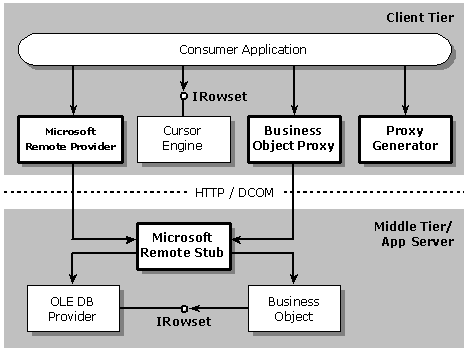 Client Tier
Consumer Application
IRowset
Microsoft
Remote Provider
Cursor
Engine
Business
Object Proxy
Proxy
Generator
HTTP / DCOM
Middle Tier/
App Server
Microsoft
Remote Stub
OLE DB
Provider
IRowset
Business
Object